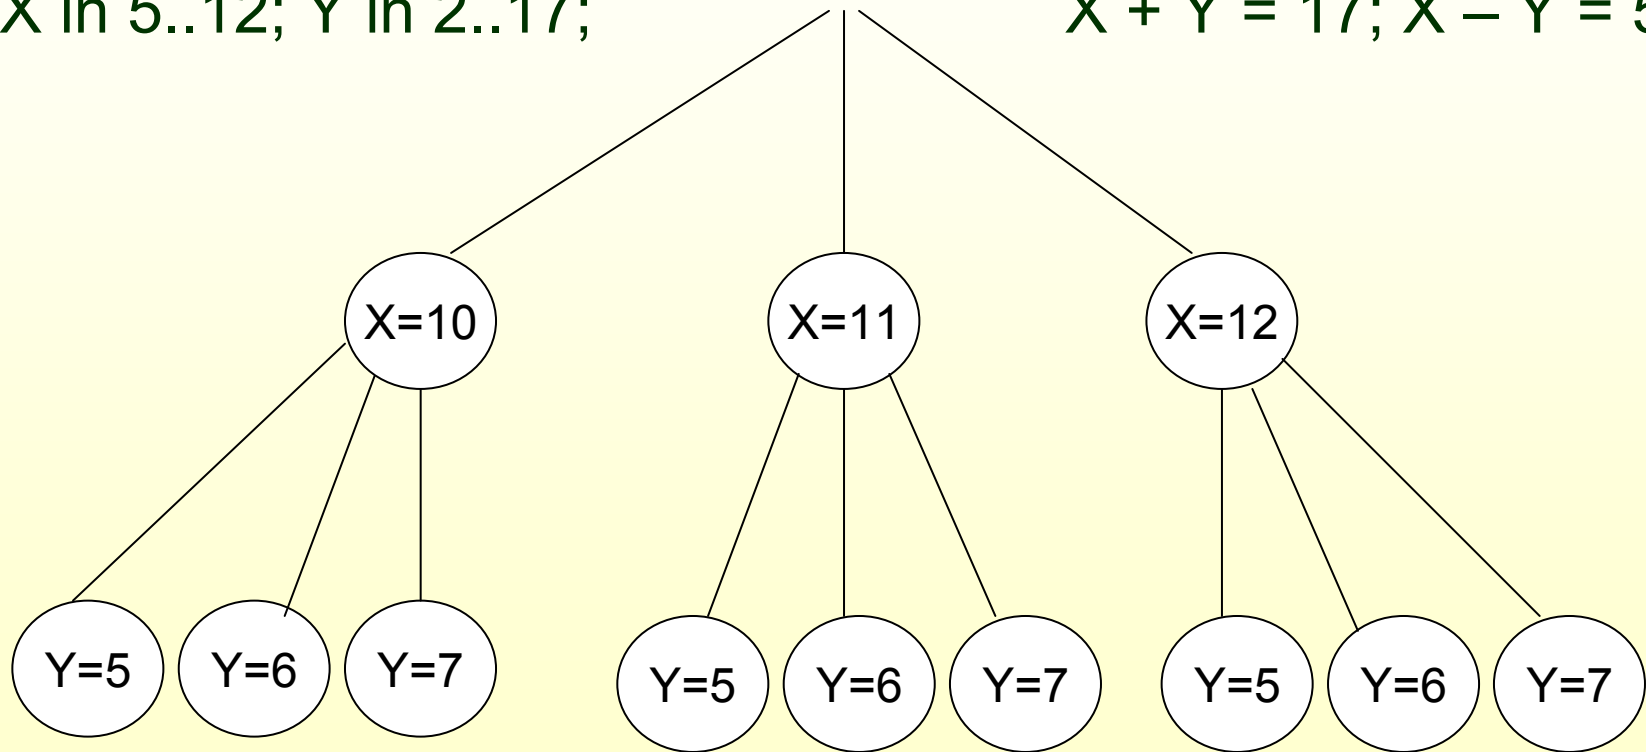 X in 5..12; Y in 2..17; X + Y = 17; X – Y = 5
X=10 X=11 X=12
Y=5 Y=6 Y=7 Y=5 Y=6 Y=7 Y=5 Y=6 Y=7